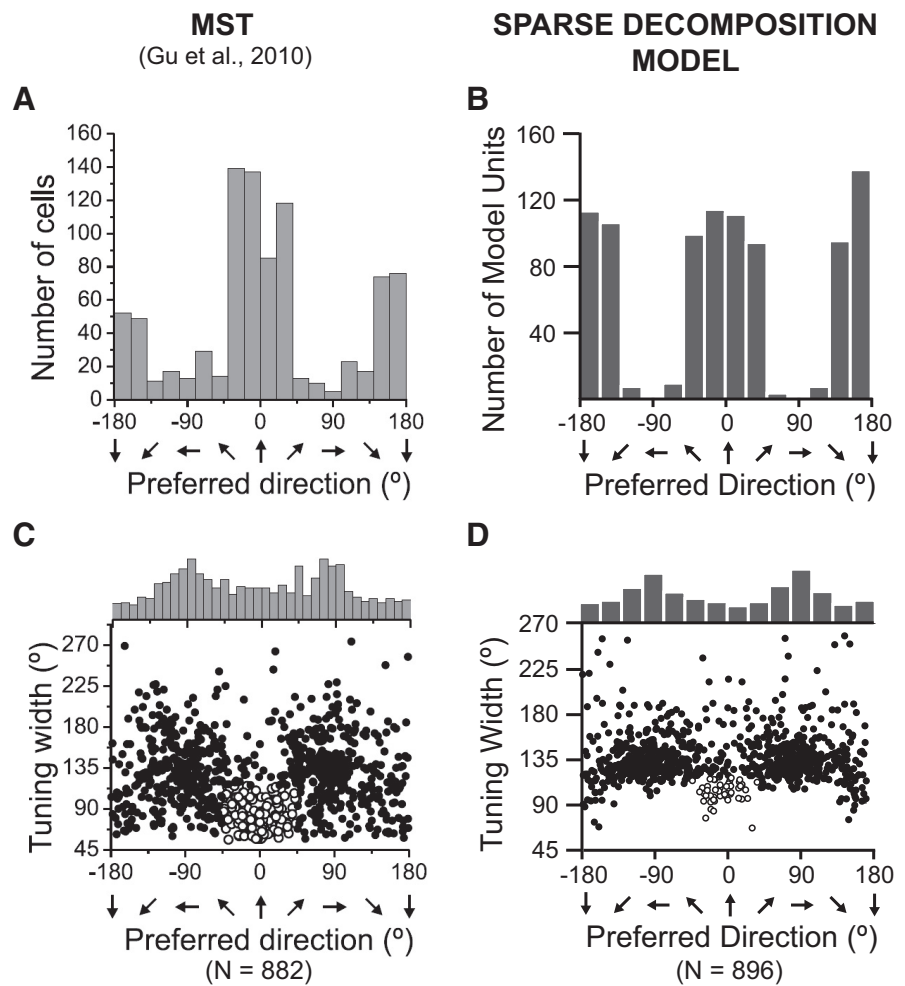 MST
(Gu et al., 2010)
SPARSE DECOMPOSITION
MODEL
A
Number of cells
160
140
120
100
80
60
40
20
0
-180 -90 0 90 180
Preferred direction (º)
B
Number of Model Units
160
120
80
40
-180 -90 0 90 180
Preferred Direction (º)
C
Tuning width (º)
270
225
180
135
90
45
-180 -90 0 90 180
Preferred direction (º)
(N = 882)
D
Tuning Width (º)
270
225
180
135
90
45
-180 -90 0 90 180
Preferred Direction (º)
(N = 896)